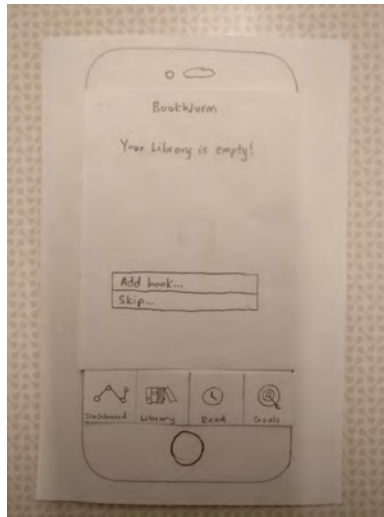 BookWorm
Your Library is empty!
Add book...
Skip...
Dashboard Library Read Goals